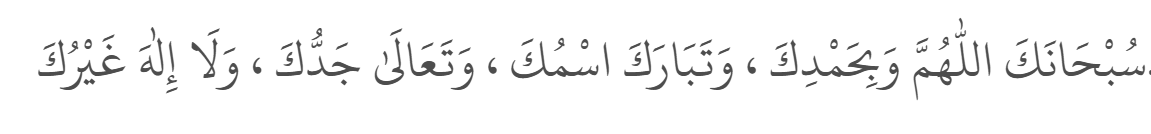 سُبْحَانَكَ اللّٰهُمَّ وَبِحَمْدِكَ ، وَتَبَارَكَ اسْمُكَ ، وَتَعَالَىٰ جَدُّكَ ، وَلَا إِلٰهَ غَيْرُكَ